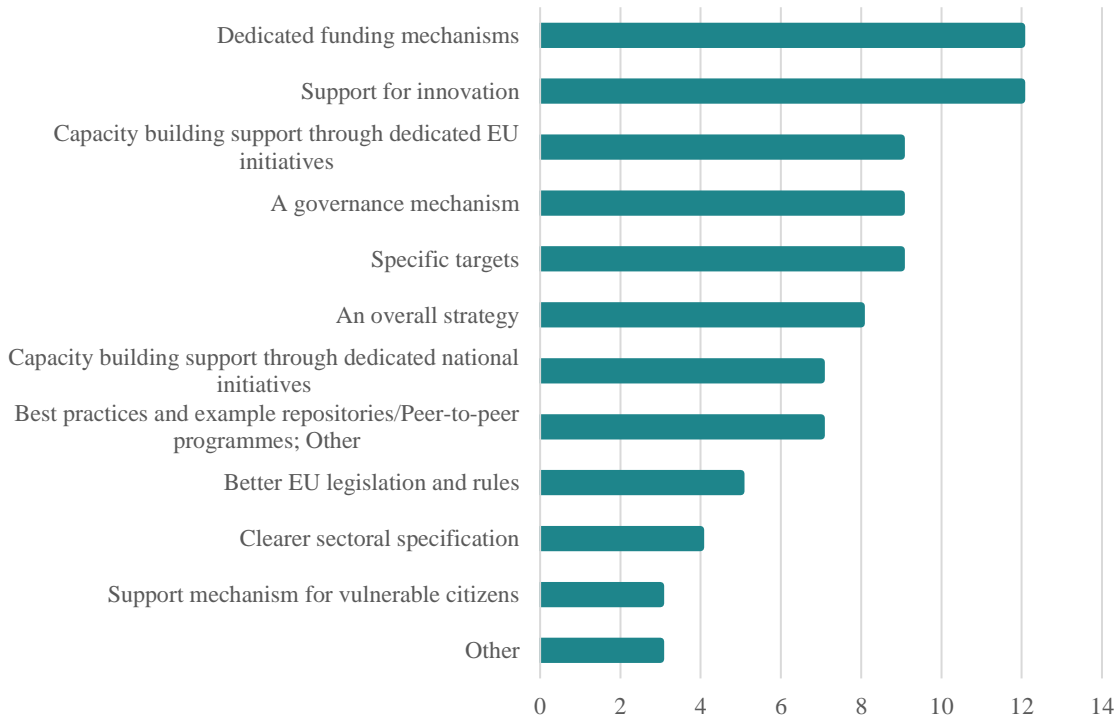 Dedicated funding mechanisms
Support for innovation
Capacity building support through dedicated EU
initiatives
A governance mechanism
Specific targets
An overall strategy
Capacity building support through dedicated national
initiatives
Best practices and example repositories/Peer-to-peer
programmes; Other
Better EU legislation and rules
Clearer sectoral specification
Support mechanism for vulnerable citizens
Other
0 2 4 6 8 10 12 14